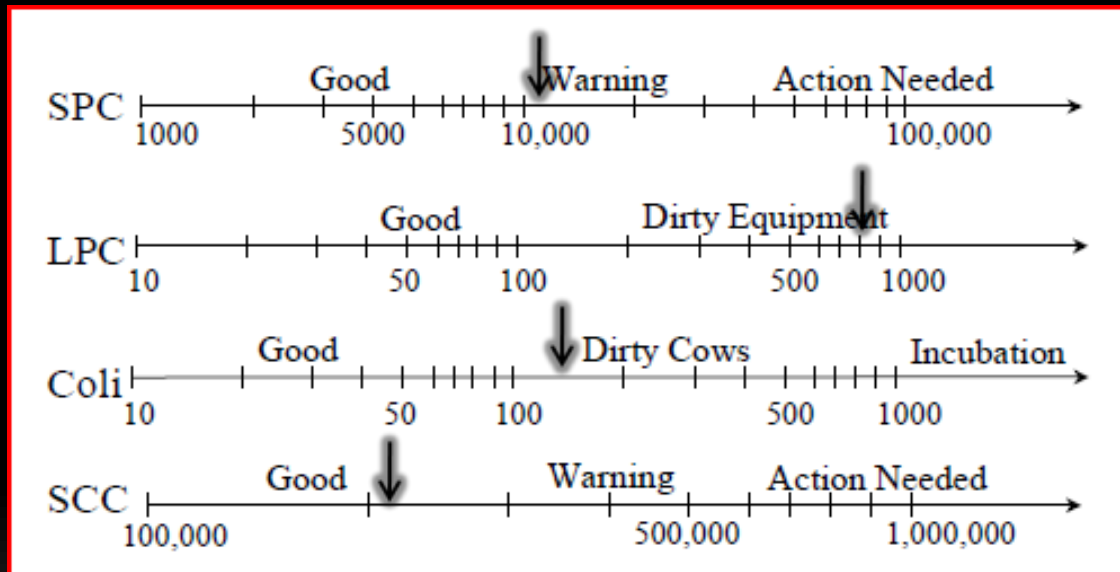 Good Warning Action Needed
SPC
1000 5000 10,000 100,000
Good Dirty Equipment
LPC
10 50 100 500 1000
Good Dirty Cows Incubation
Coli
10 50 100 500 1000
Good Warning Action Needed
SCC
100,000 500,000 1,000,000